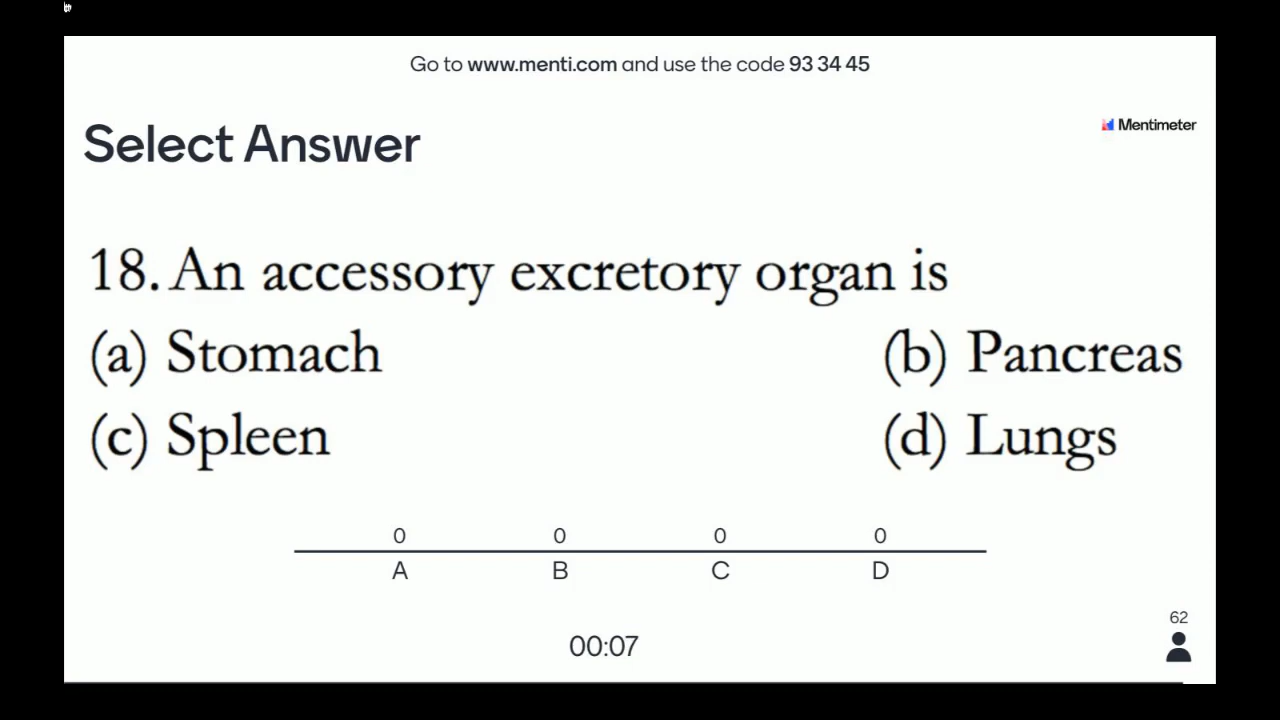 Go to www.menti.com and use the code 93 34 45
Mentimeter
Select Answer
18. An accessory excretory organ is
(a) Stomach (b) Pancreas
(c) Spleen (d) Lungs
0 0 0 0
A B C D
62
00:07